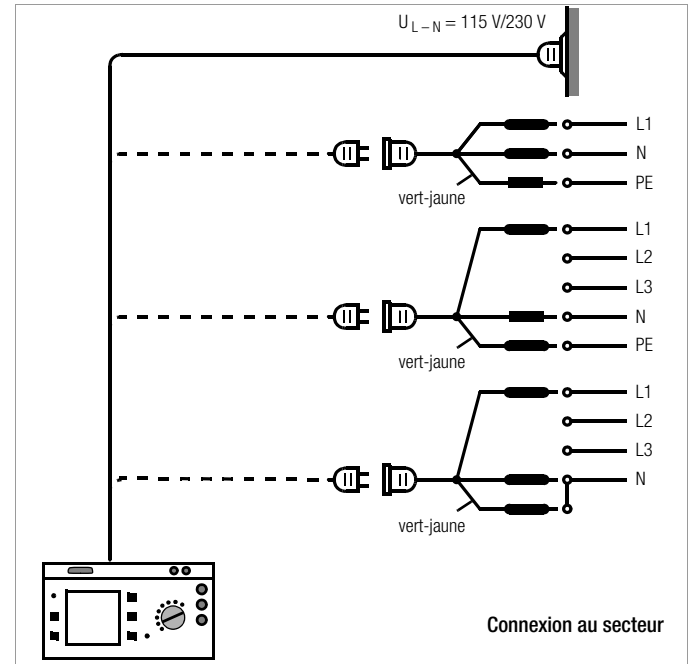 U L – N = 115 V/230 V
L1
N
PE
vert-jaune
L1
L2
L3
N
PE
vert-jaune
L1
L2
L3
N
vert-jaune
Connexion au secteur